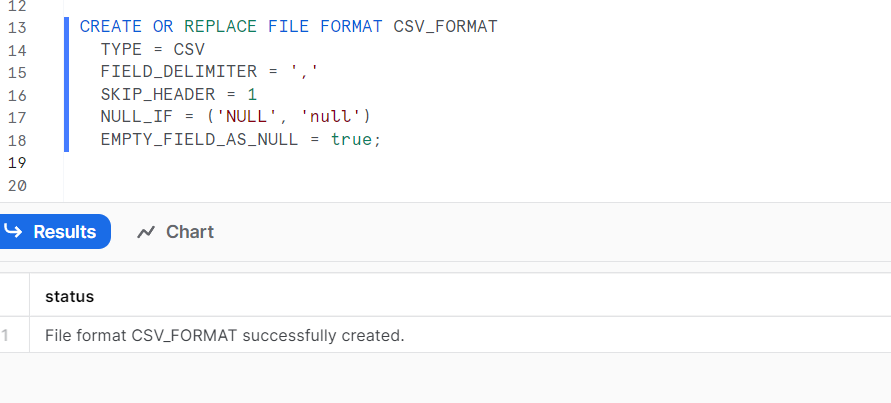 12
13 CREATE OR REPLACE FILE FORMAT CSV_FORMAT
14 TYPE = CSV
15 FIELD_DELIMITER = ','
16 SKIP_HEADER = 1
17 NULL_IF = ('NULL', 'null')
18 EMPTY_FIELD_AS_NULL = true;
19
20
Results Chart
status
1 File format CSV_FORMAT successfully created.